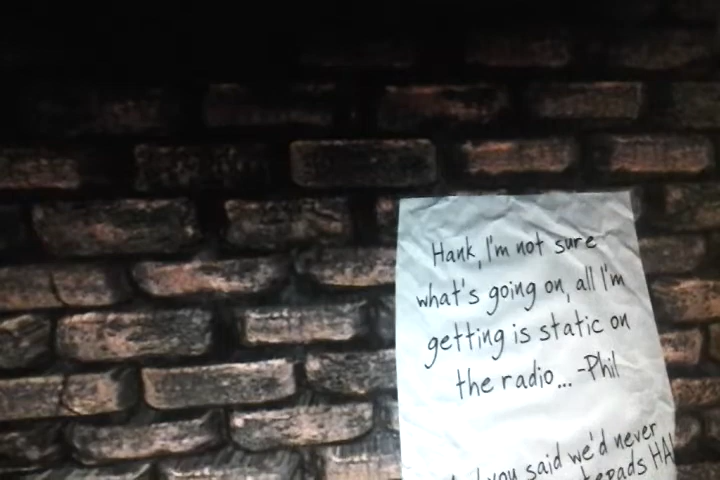 Hank, I'm not sure
what's going on, all I'm
getting is static on
the radio... -Phil
you said we'd never